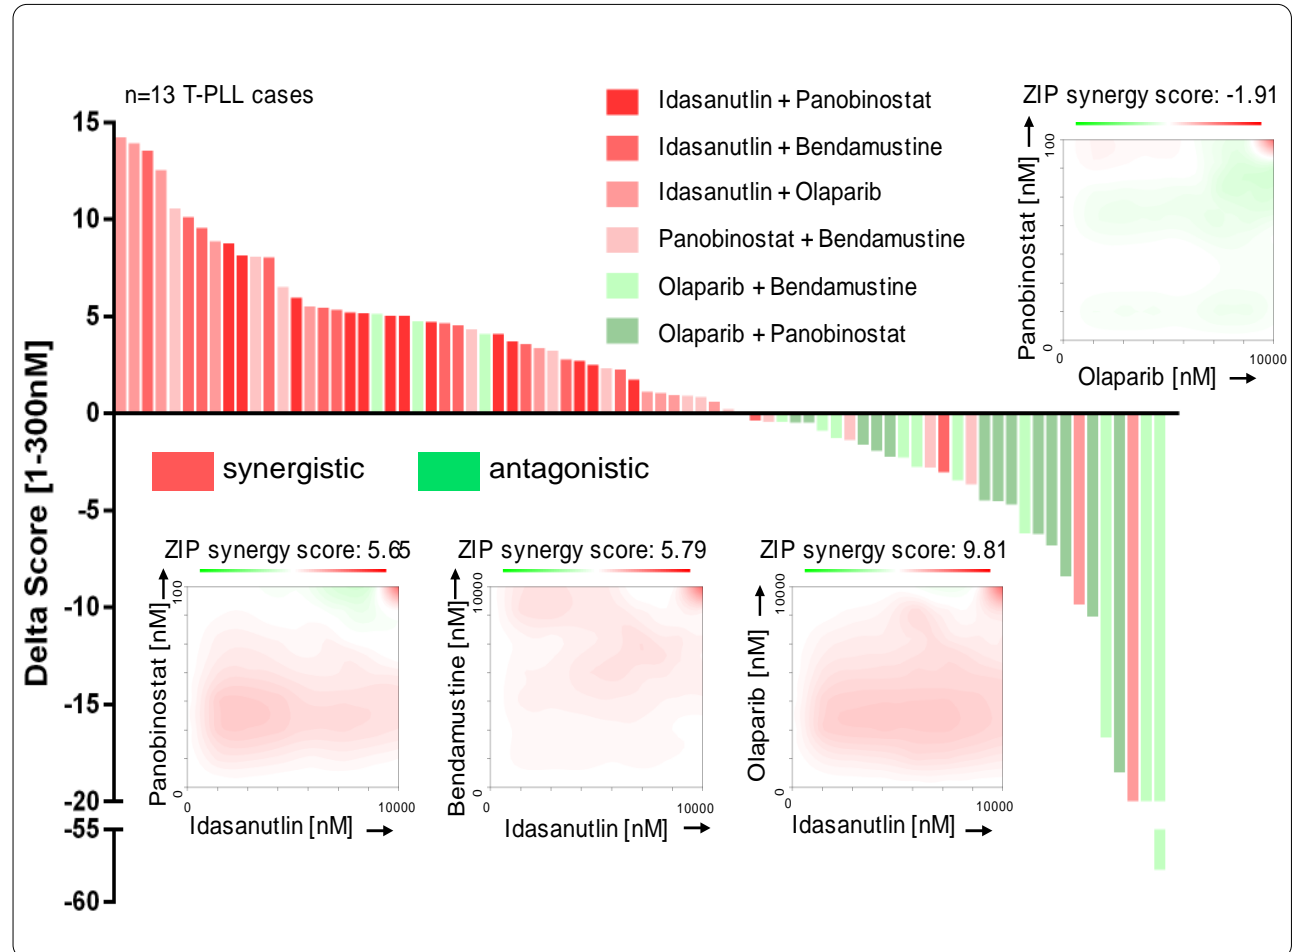 n=13 T-PLL cases
Delta Score [1-300nM]
15
10
5
0
-5
-10
-15
-20
-55
-60
Idasanutlin + Panobinostat
Idasanutlin + Bendamustine
Idasanutlin + Olaparib
Panobinostat + Bendamustine
Olaparib + Bendamustine
Olaparib + Panobinostat
ZIP synergy score: -1.91
Panobinostat [nM]
100
0
0
10000
Olaparib [nM]
synergistic
antagonistic
ZIP synergy score: 5.65
Panobinostat [nM]
100
0
0
10000
Idasanutlin [nM]
ZIP synergy score: 5.79
Bendamustine [nM]
10000
0
0
10000
Idasanutlin [nM]
ZIP synergy score: 9.81
Olaparib [nM]
10000
0
0
10000
Idasanutlin [nM]